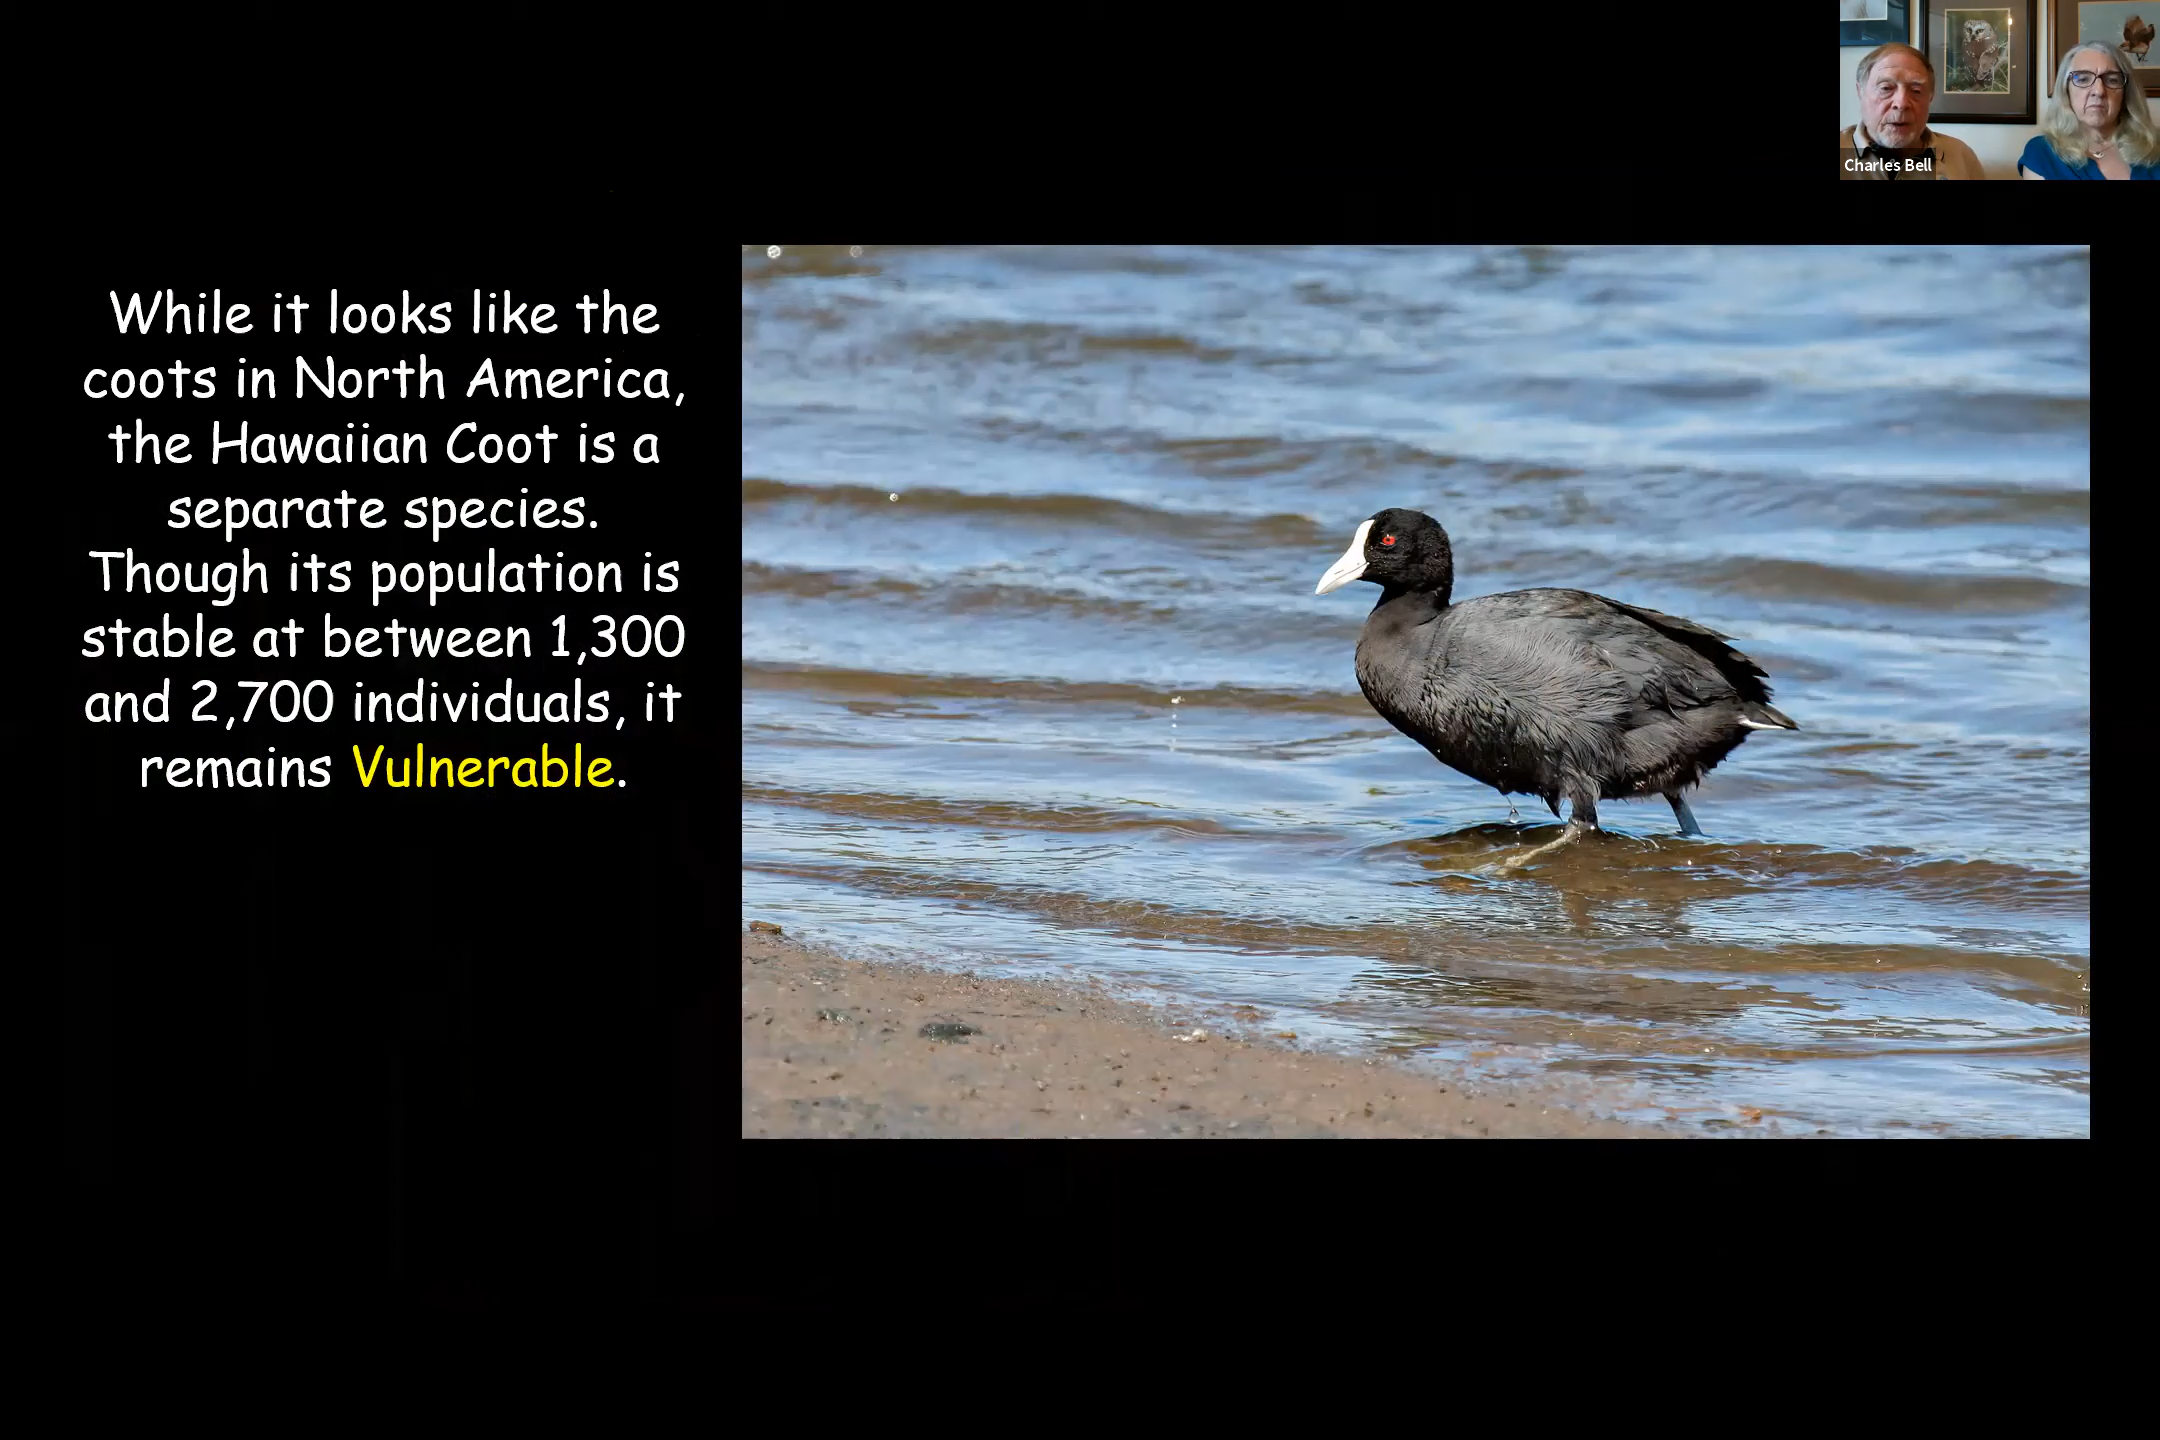 Charles Bell
While it looks like the
coots in North America,
the Hawaiian Coot is a
separate species.
Though its population is
stable at between 1,300
and 2,700 individuals, it
remains Vulnerable.